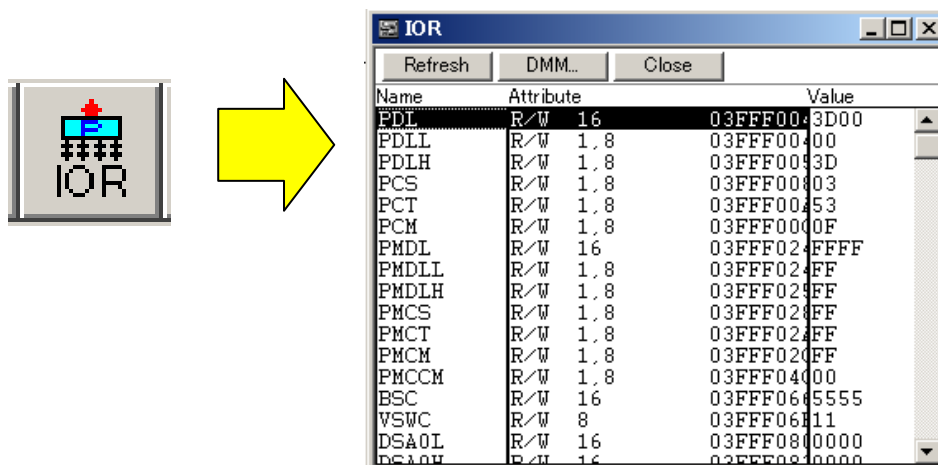 IOR
IOR
Refresh DMM... Close
Name Attribute Value
PDL R/W 16 03FFF004 3D00
PDLL R/W 1,8 03FFF004 00
PDLH R/W 1,8 03FFF005 3D
PCS R/W 1,8 03FFF008 03
PCT R/W 1,8 03FFF00A 53
PCM R/W 1,8 03FFF00C 0F
PMDL R/W 16 03FFF024 FFFF
PMDLL R/W 1,8 03FFF024 FF
PMDLH R/W 1,8 03FFF025 FF
PMCS R/W 1,8 03FFF028 FF
PMCT R/W 1,8 03FFF02A FF
PMCM R/W 1,8 03FFF02C FF
PMCCM R/W 1,8 03FFF04C 00
BSC R/W 16 03FFF066 5555
VSWC R/W 8 03FFF06E 11
DSA0L R/W 16 03FFF080 0000
DSA0H R/W 16 03FFF082 0000